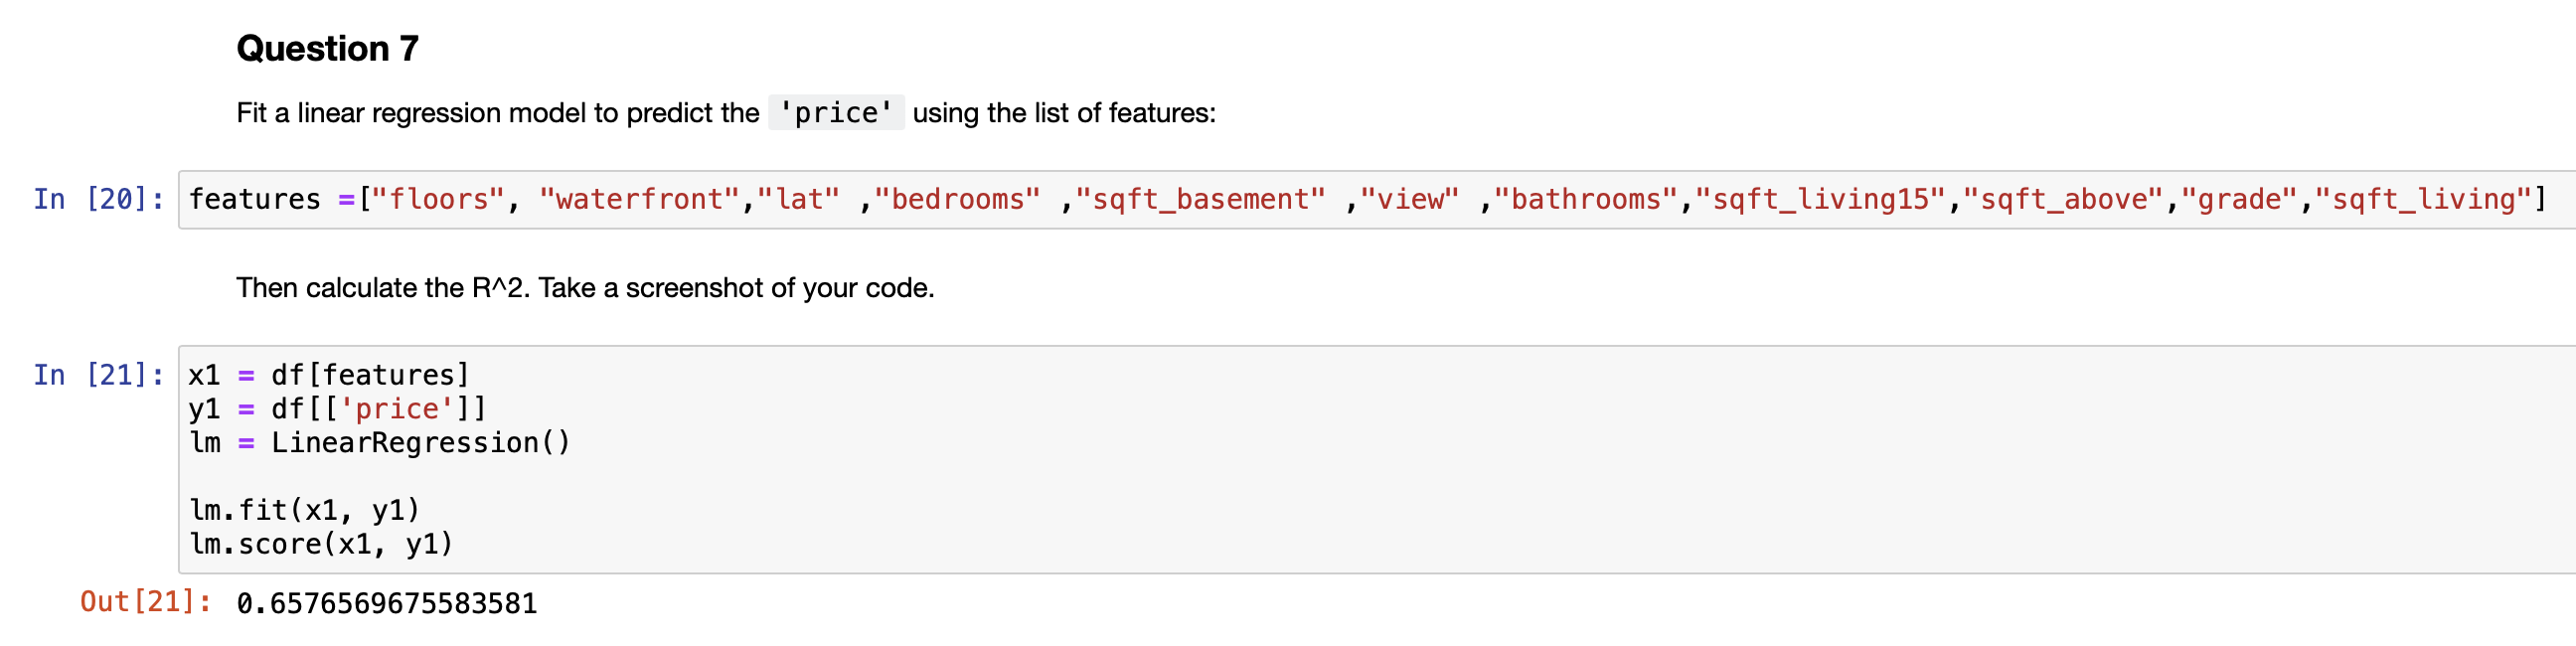 Question 7
Fit a linear regression model to predict the 'price' using the list of features:
In [20]: features =["floors", "waterfront","lat" ,"bedrooms" ,"sqft_basement" ,"view" ,"bathrooms","sqft_living15","sqft_above","grade","sqft_living"]
Then calculate the R^2. Take a screenshot of your code.
In [21]: x1 = df[features]
y1 = df[['price']]
lm = LinearRegression()
lm.fit(x1, y1)
lm.score(x1, y1)
Out[21]: 0.6576569675583581